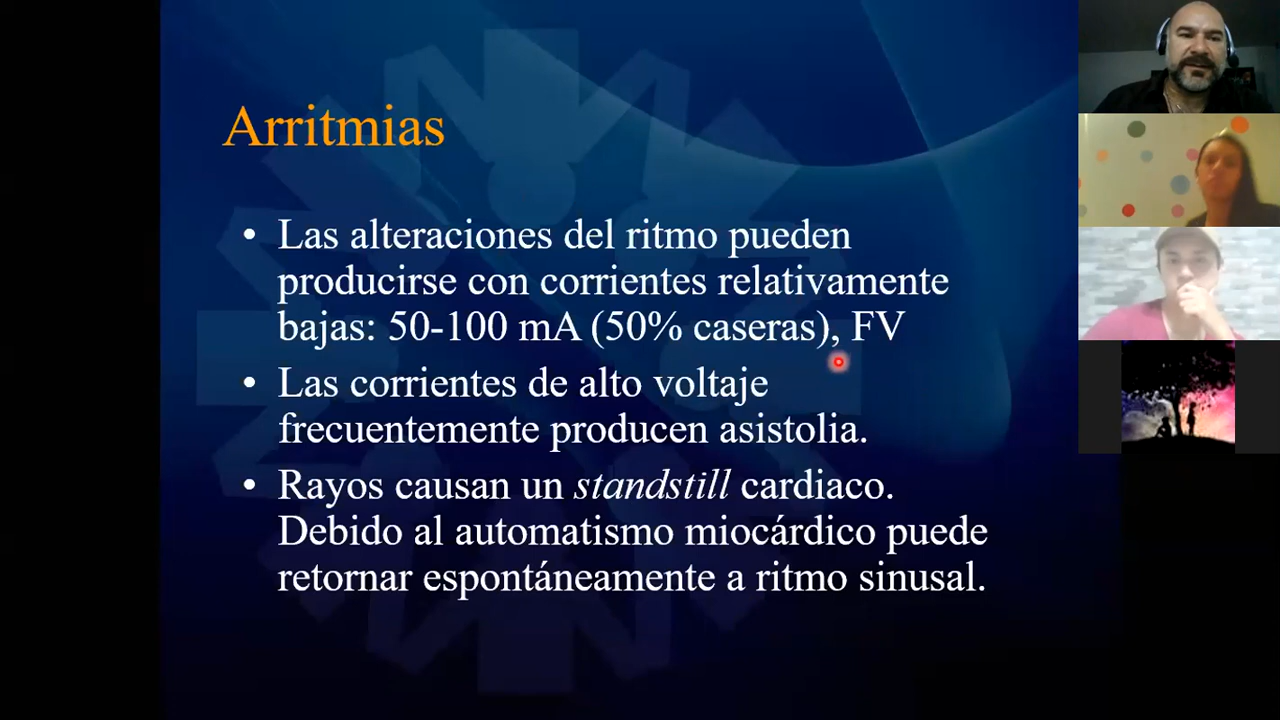 Arritmias
• Las alteraciones del ritmo pueden
producirse con corrientes relativamente
bajas: 50-100 mA (50% caseras), FV
• Las corrientes de alto voltaje
frecuentemente producen asistolia.
• Rayos causan un standstill cardiaco.
Debido al automatismo miocárdico puede
retornar espontáneamente a ritmo sinusal.